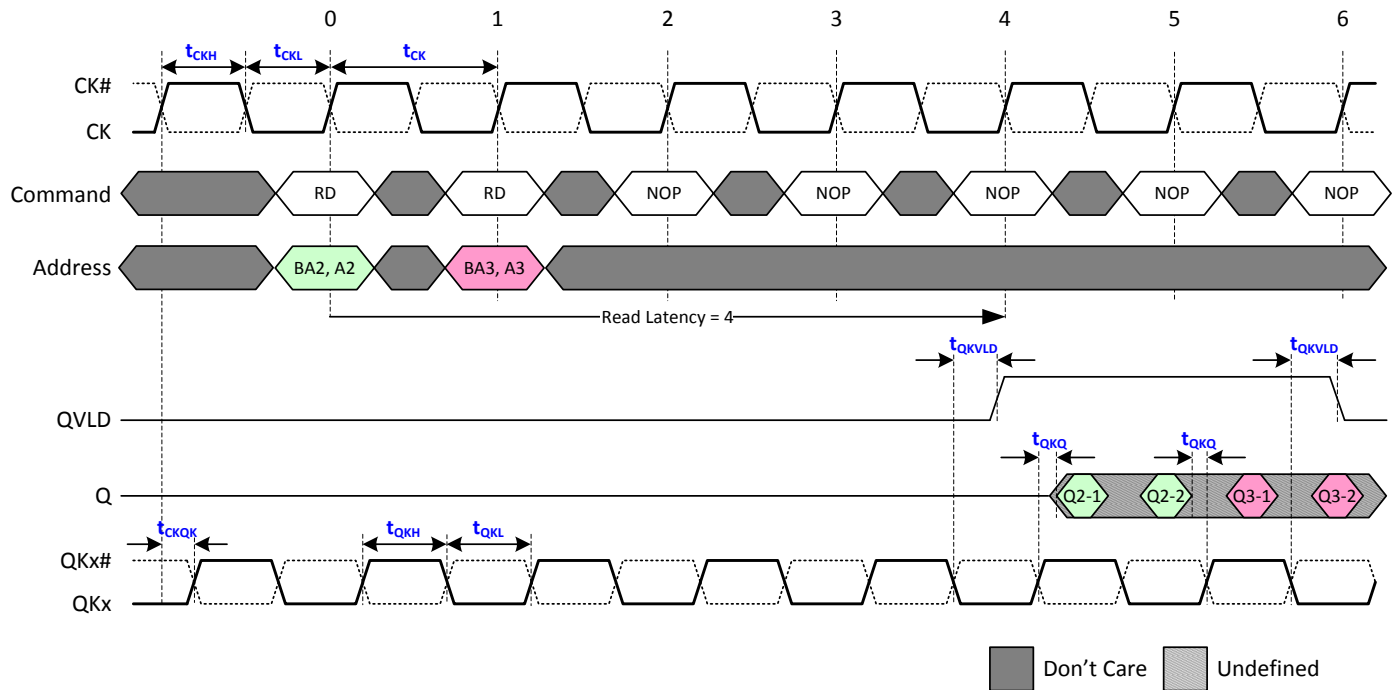 0 1 2 3 4 5 6
tCKH tCKL tCK
CK#
CK
Command RD RD NOP NOP NOP NOP NOP
Address BA2, A2 BA3, A3
Read Latency = 4
tQKVLD tQKVLD
QVLD
tQKQ tQKQ
Q Q2-1 Q2-2 Q3-1 Q3-2
tCKQK tQKH tQKL
QKx#
QKx
Don't Care Undefined